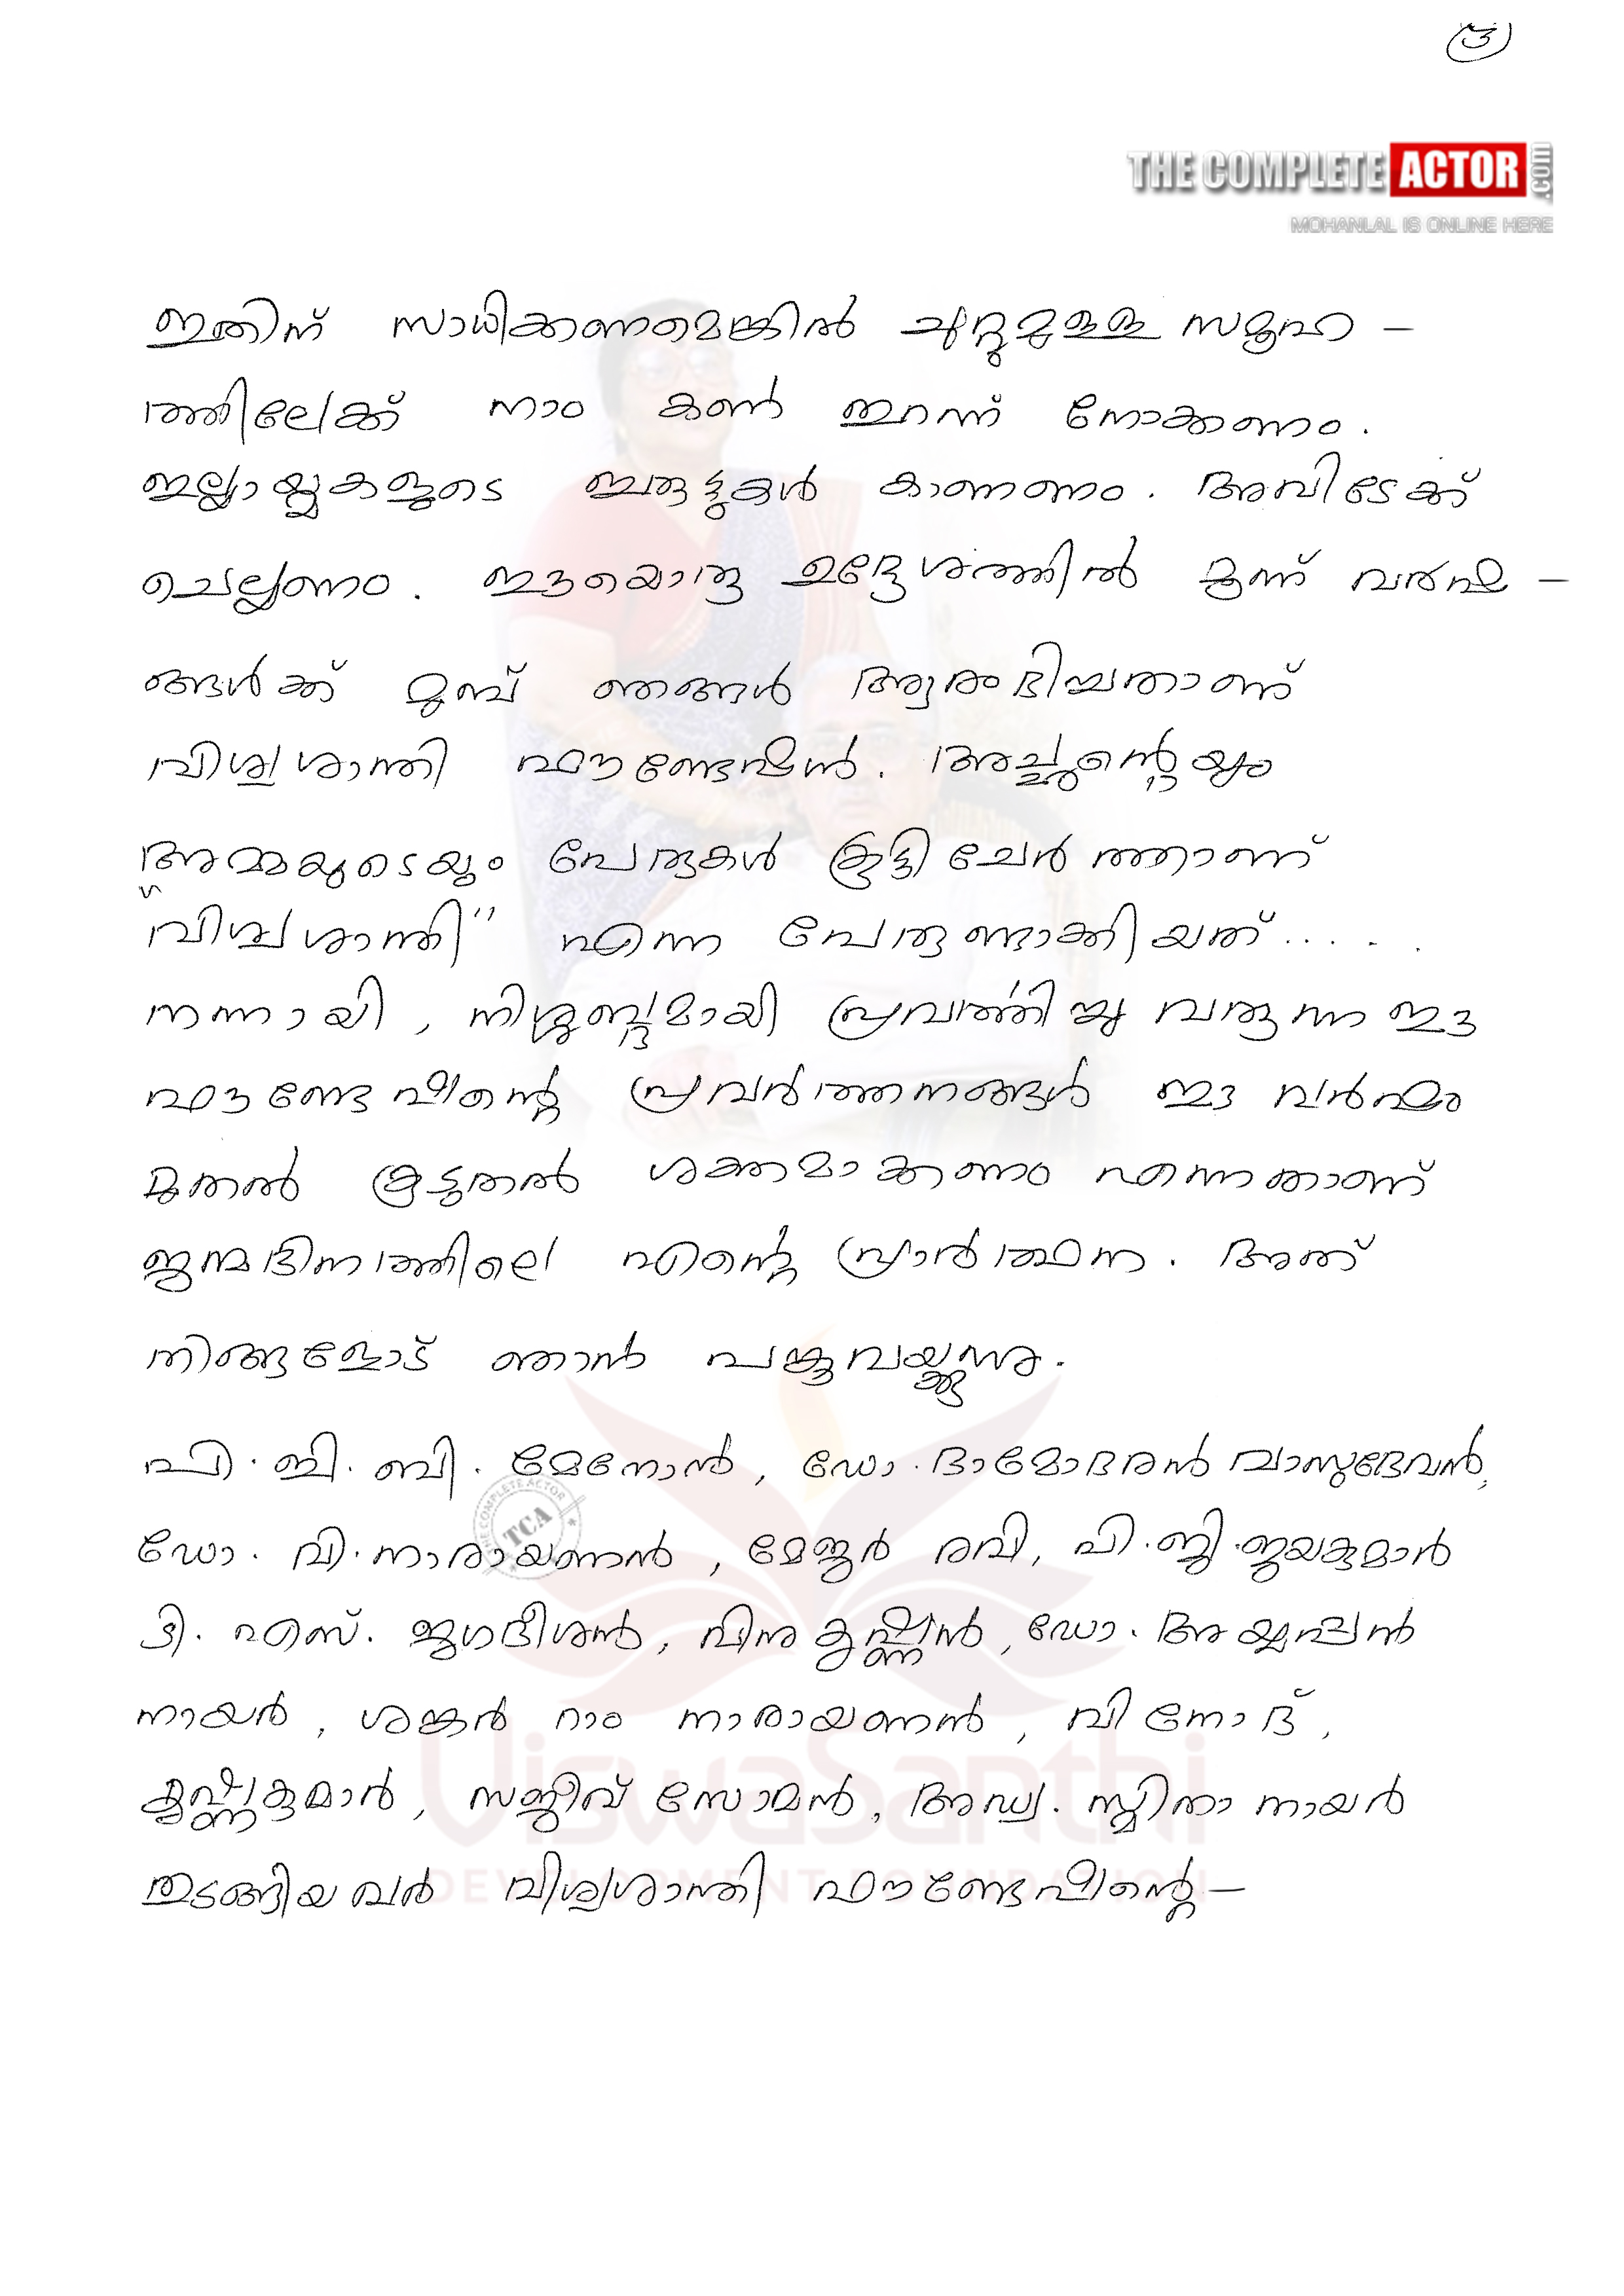 3
THE COMPLETE ACTOR .com
MOHANLAL IS ONLINE HERE
ഇതിന് സാധിക്കണമെങ്കിൽ ചുറ്റുമുള്ള സമൂഹ -
ത്തിലേക്ക് നാം കൺ തുറന്ന് നോക്കണം.
ഇല്ലായ്മകളുടെ ഇരുട്ടുകൾ കാണണം. അവിടേക്ക്
ചെല്ലണം. ഈയൊരു ഉദ്ദേശത്തിൽ മൂന്ന് വർഷ -
ങ്ങൾക്ക് മുമ്പ് ഞങ്ങൾ ആരംഭിച്ചതാണ്
വിശ്വശാന്തി ഫൗണ്ടേഷൻ. അച്ഛന്റെയും
അമ്മയുടെയും പേരുകൾ കൂട്ടിചേർത്താണ്
"വിശ്വശാന്തി" എന്ന പേരുണ്ടാക്കിയത്.....
നന്നായി, നിശ്ശബ്ദമായി പ്രവർത്തിച്ചു വരുന്ന ഈ
ഫൗണ്ടേഷന്റെ പ്രവർത്തനങ്ങൾ ഈ വർഷം
മുതൽ കൂടുതൽ ശക്തമാക്കണം എന്നതാണ്
ജന്മദിനത്തിലെ എന്റെ പ്രാർത്ഥന. അത്
നിങ്ങളോട് ഞാൻ പങ്കുവയ്ക്കുന്നു.
പി.ഇ.ബി. മേനോൻ, ഡോ.ദാമോദരൻ വാസുദേവൻ,
ഡോ. വി.നാരായണൻ, മേജർ രവി, പി.ജി.ജയകുമാർ
ടി. എസ്. ജഗദീശൻ, വിനു കൃഷ്ണൻ, ഡോ. അയ്യപ്പൻ
നായർ, ശങ്കർ റാം നാരായണൻ, വിനോദ്,
കൃഷ്ണകുമാർ, സജീവ് സോമൻ, അഡ്വ. സ്മിതാ നായർ
തുടങ്ങിയവർ വിശ്വശാന്തി ഫൗണ്ടേഷന്റെ-
THE COMPLETE ACTOR
TCA
ViswaSanthi
DEVELOPMENT FOUNDATION